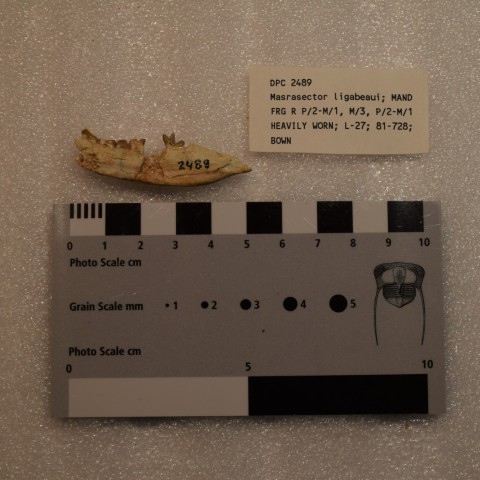 DPC 2489
Masrasector ligabeaui; MAND
FRG R P/2-M/1, M/3, P/2-M/1
HEAVILY WORN; L-27; 81-728;
BOWN
2489
0 1 2 3 4 5 6 7 8 9 10
Photo Scale cm
Grain Scale mm 1 2 3 4 5
Photo Scale cm
0 5 10